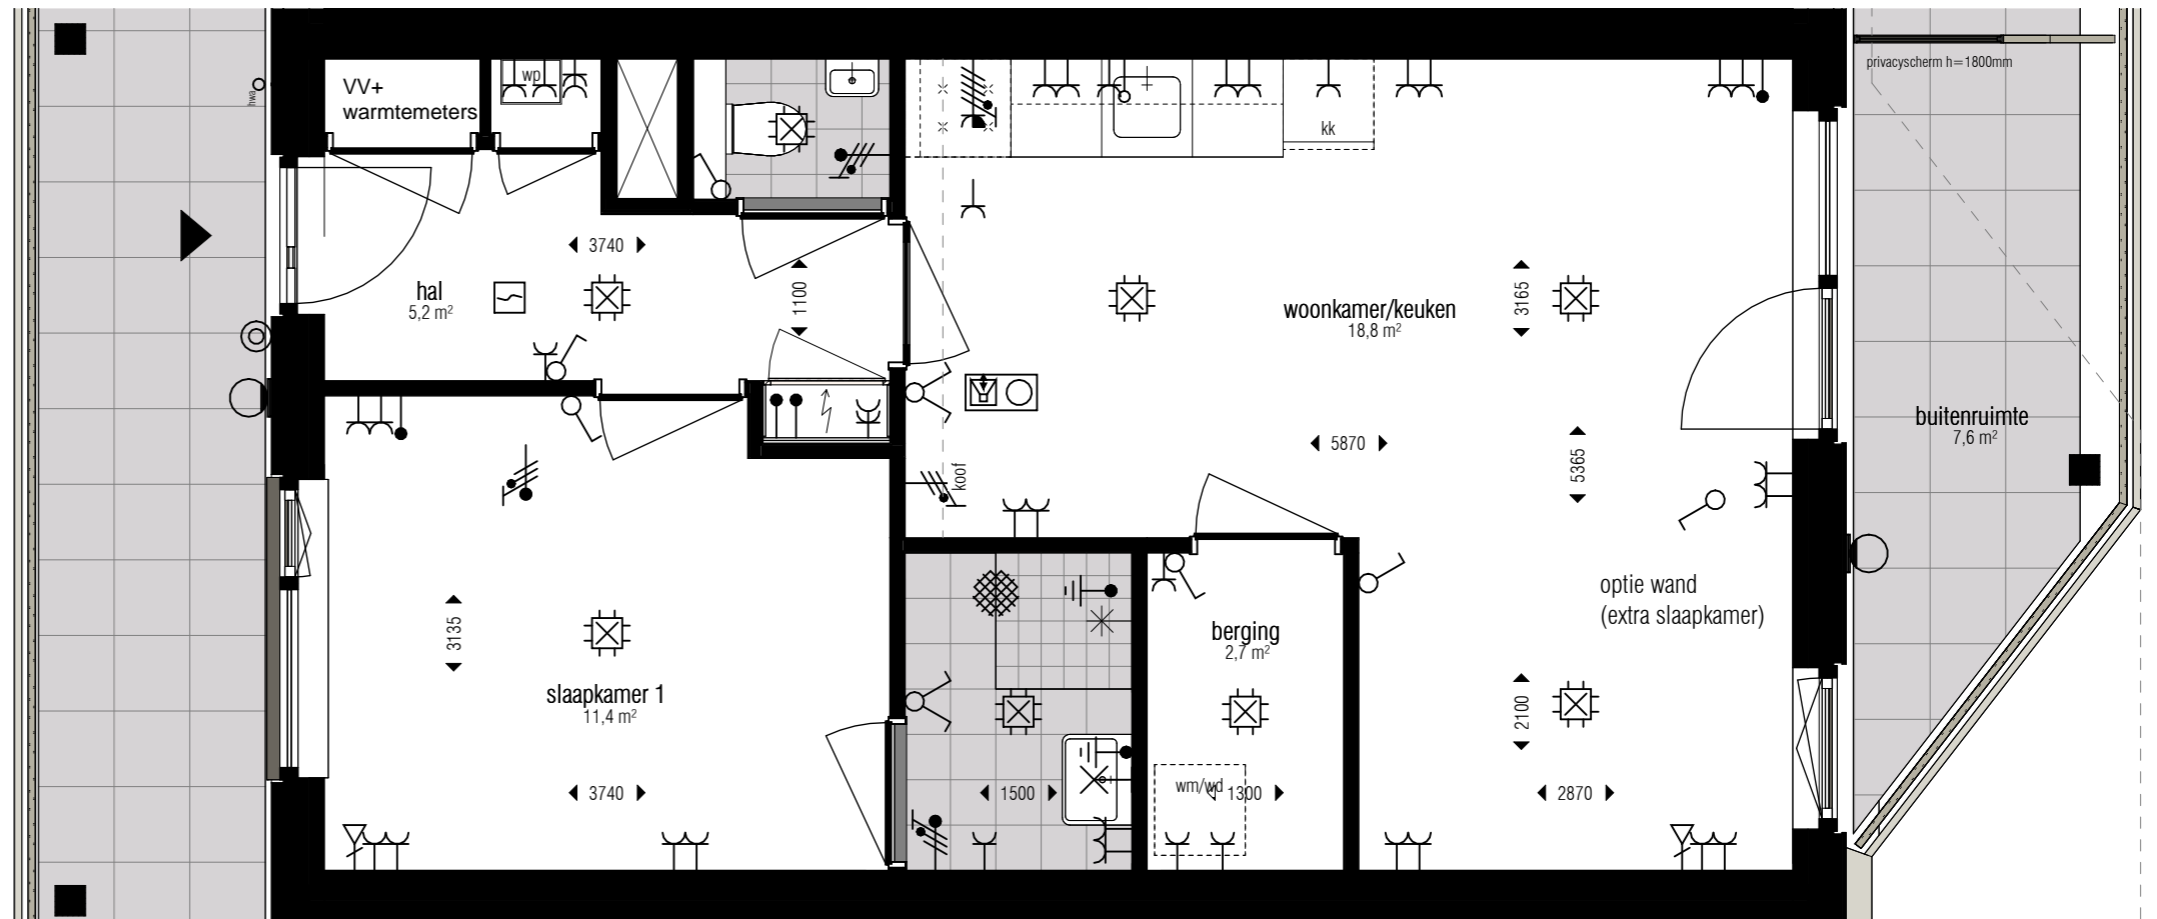 privacyscherm h=1800mm
wp
VV+
warmtemeters
hwa
kk
3740
hal
5,2 m²
1100
woonkamer/keuken
18,8 m²
3165
buitenruimte
7,6 m²
5870
5365
koof
optie wand
(extra slaapkamer)
3135
berging
2,7 m²
slaapkamer 1
11,4 m²
2100
wm/wd
3740
1500
1300
2870